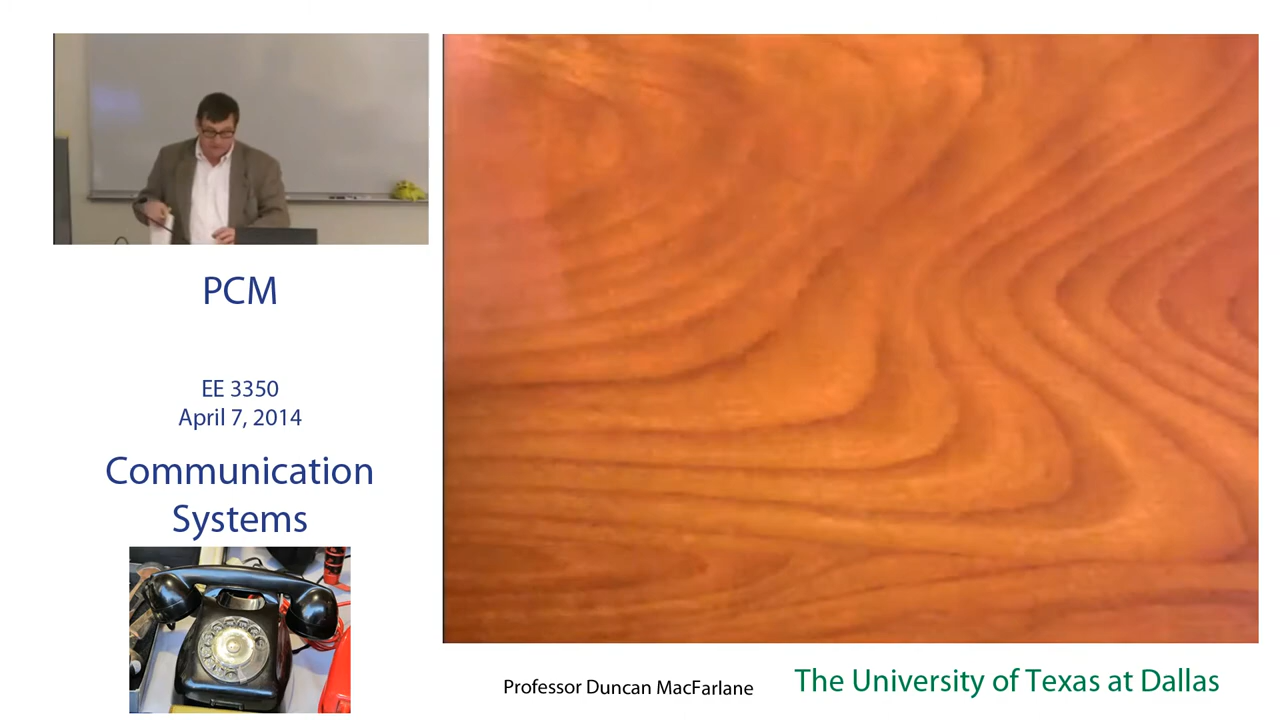 PCM
EE 3350
April 7, 2014
Communication
Systems
Professor Duncan MacFarlane
The University of Texas at Dallas